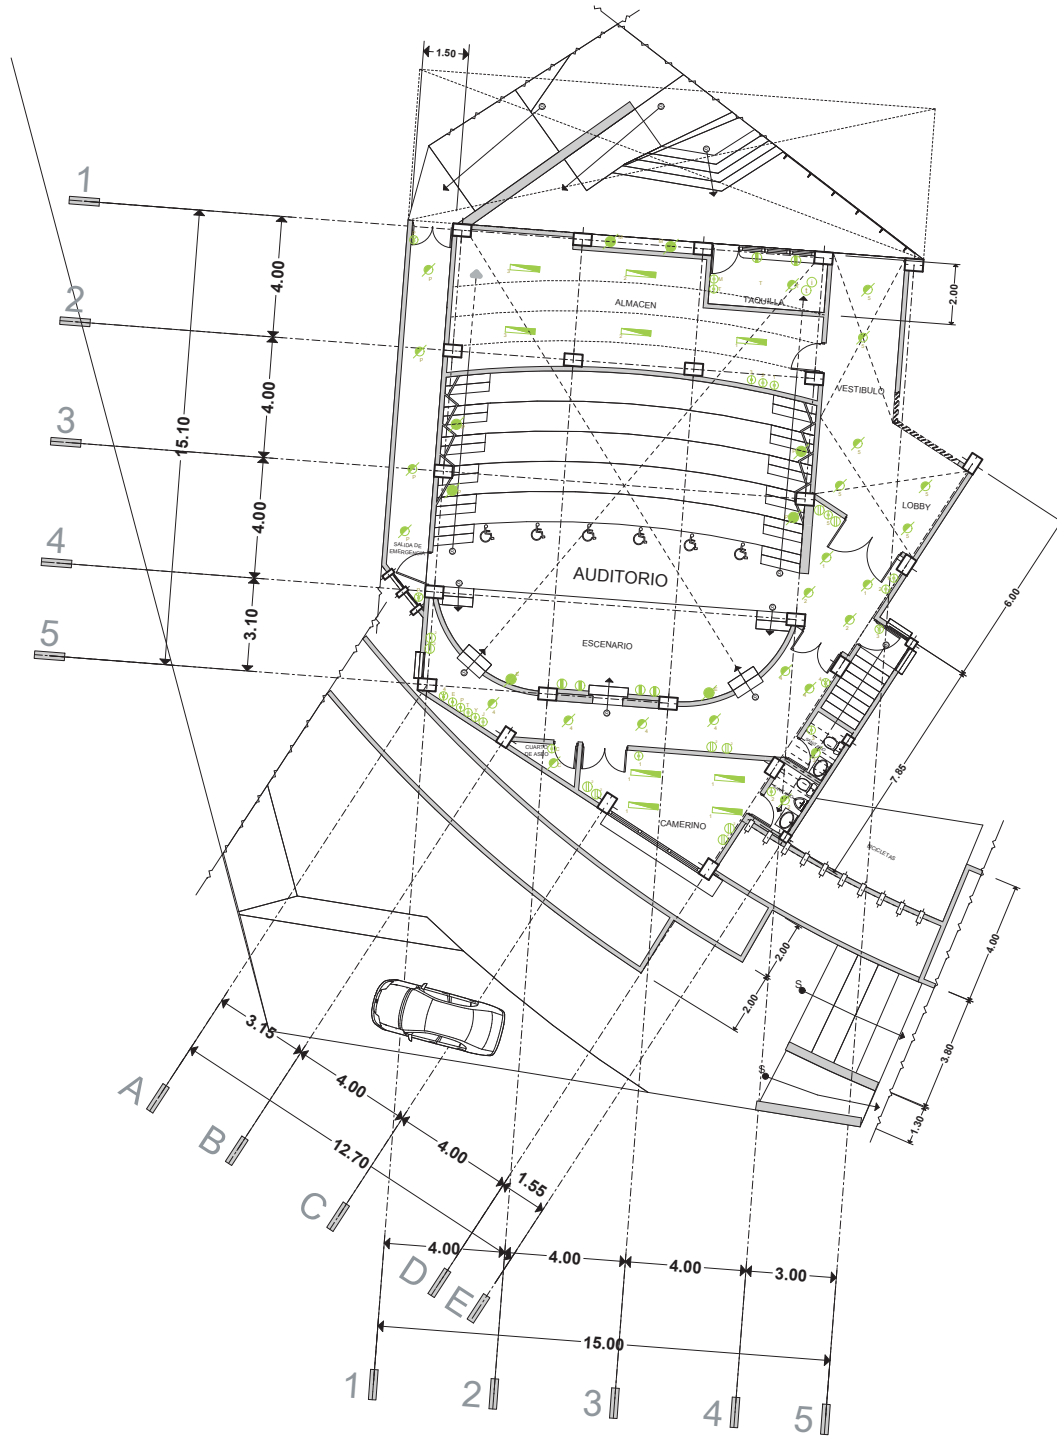 1.50
1
2
3
4
5
4.00
4.00
4.00
3.10
15.10
ALMACEN
TAQUILLA
2.00
VESTIBULO
LOBBY
SALIDA DE
EMERGENCIA
AUDITORIO
ESCENARIO
6.00
7.85
CUARTO
DE ASEO
CAMERINO
BICICLETAS
4.00
3.80
1.30
2.00
2.00
S
S
A
B
C
D
E
3.15
4.00
4.00
1.55
12.70
4.00
4.00
4.00
3.00
15.00
1
2
3
4
5